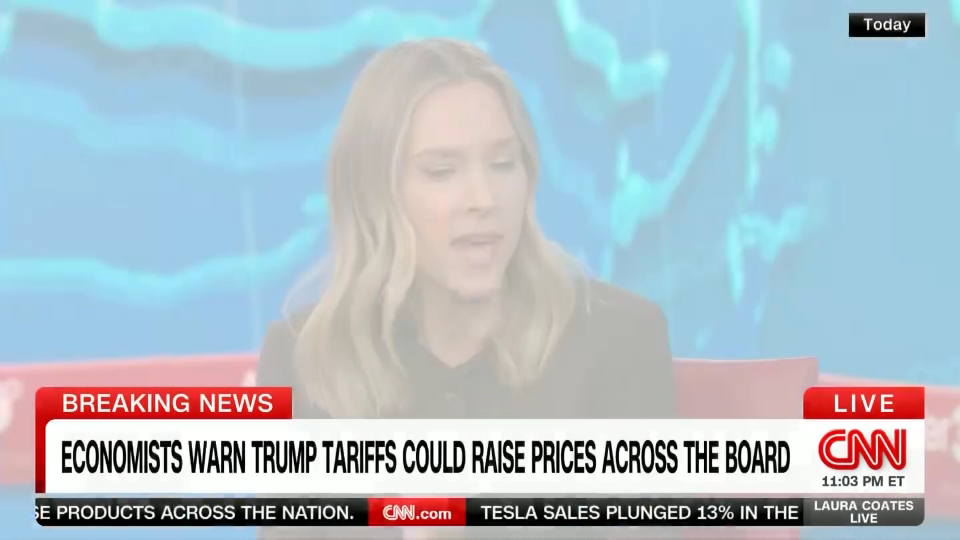 Today
BREAKING NEWS
LIVE
ECONOMISTS WARN TRUMP TARIFFS COULD RAISE PRICES ACROSS THE BOARD
CNN
11:03 PM ET
SE PRODUCTS ACROSS THE NATION.
CNN.com
TESLA SALES PLUNGED 13% IN THE
LAURA COATES
LIVE